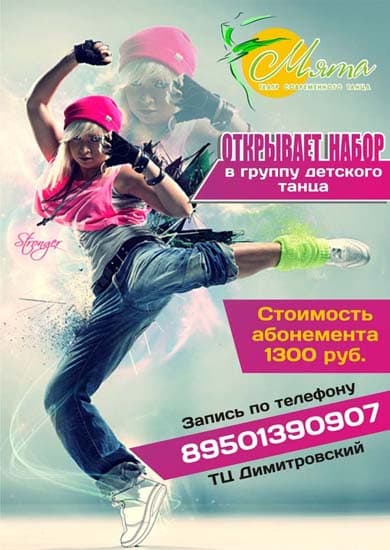 Мята
ТЕАТР СОВРЕМЕННОГО ТАНЦА
ОТКРЫВАЕТ НАБОР
в группу детского
танца
Stronger
Стоимость
абонемента
1300 руб.
Запись по телефону
89501390907
ТЦ Димитровский